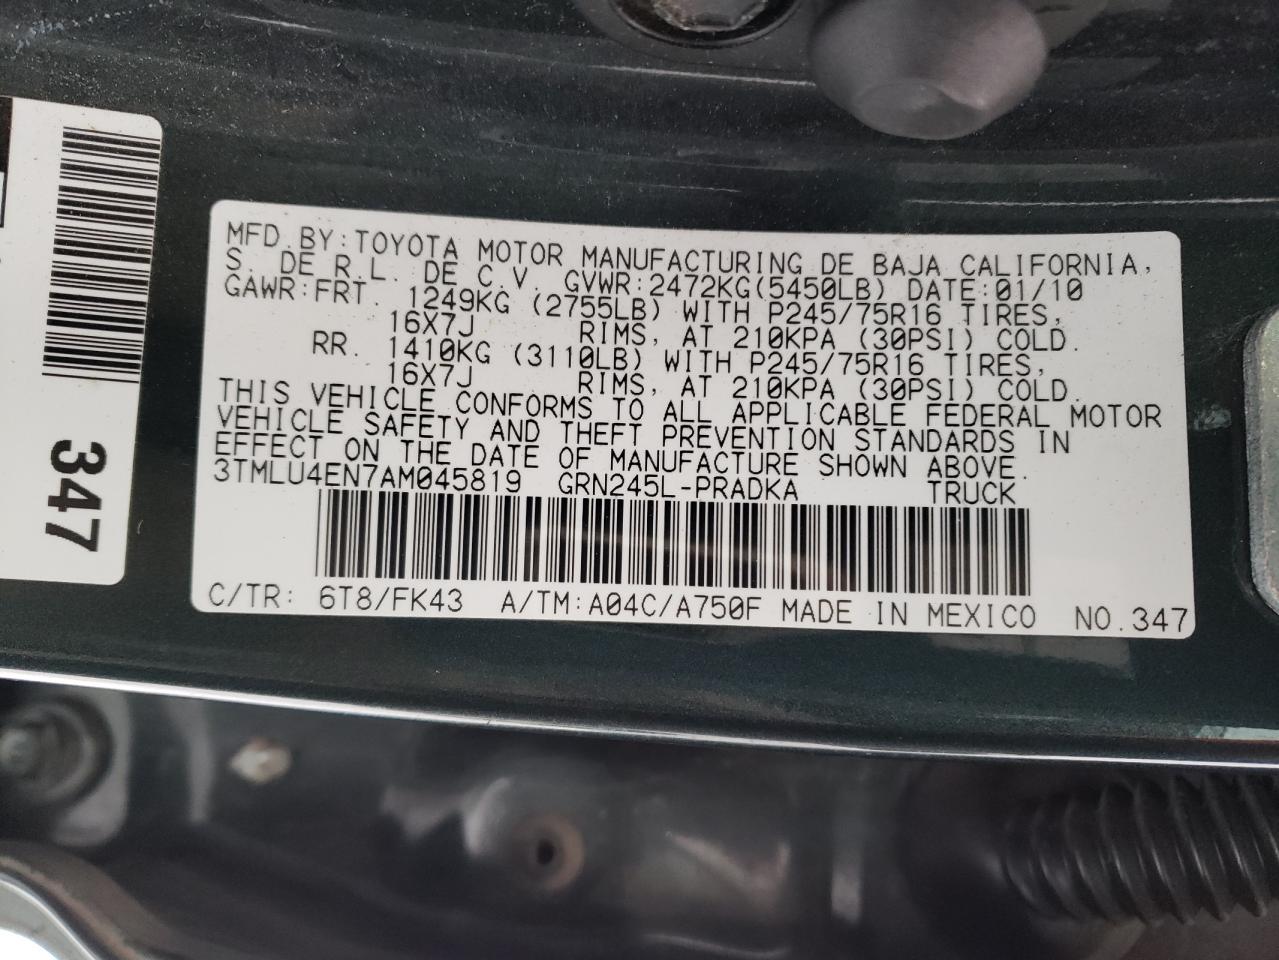 MFD.BY:TOYOTA MOTOR MANUFACTURING DE BAJA CALIFORNIA,
S. DE R.L. DE C.V. GVWR:2472KG(5450LB) DATE:01/10
GAWR:FRT. 1249KG (2755LB) WITH P245/75R16 TIRES,
16X7J RIMS, AT 210KPA (30PSI) COLD.
RR. 1410KG (3110LB) WITH P245/75R16 TIRES,
16X7J RIMS, AT 210KPA (30PSI) COLD.
THIS VEHICLE CONFORMS TO ALL APPLICABLE FEDERAL MOTOR
VEHICLE SAFETY AND THEFT PREVENTION STANDARDS IN
EFFECT ON THE DATE OF MANUFACTURE SHOWN ABOVE.
3TMLU4EN7AM045819 GRN245L-PRADKA TRUCK
C/TR: 6T8/FK43 A/TM:A04C/A750F MADE IN MEXICO NO.347
347